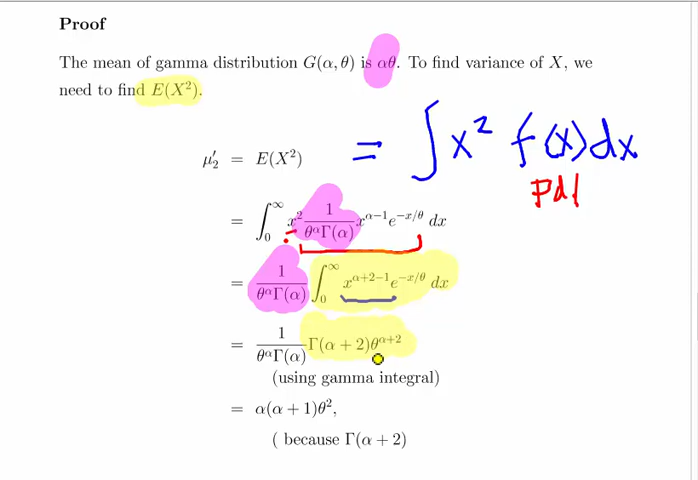 Proof
The mean of gamma distribution G(α, θ) is αθ. To find variance of X, we
need to find E(X²).
μ′₂ = E(X²) = ∫ x² f(x) dx
pdf
= ∫₀^∞ x² 1/(θ^α Γ(α)) x^(α−1) e^(−x/θ) dx
= 1/(θ^α Γ(α)) ∫₀^∞ x^(α+2−1) e^(−x/θ) dx
= 1/(θ^α Γ(α)) Γ(α + 2)θ^(α+2)
(using gamma integral)
= α(α + 1)θ²,
( because Γ(α + 2)